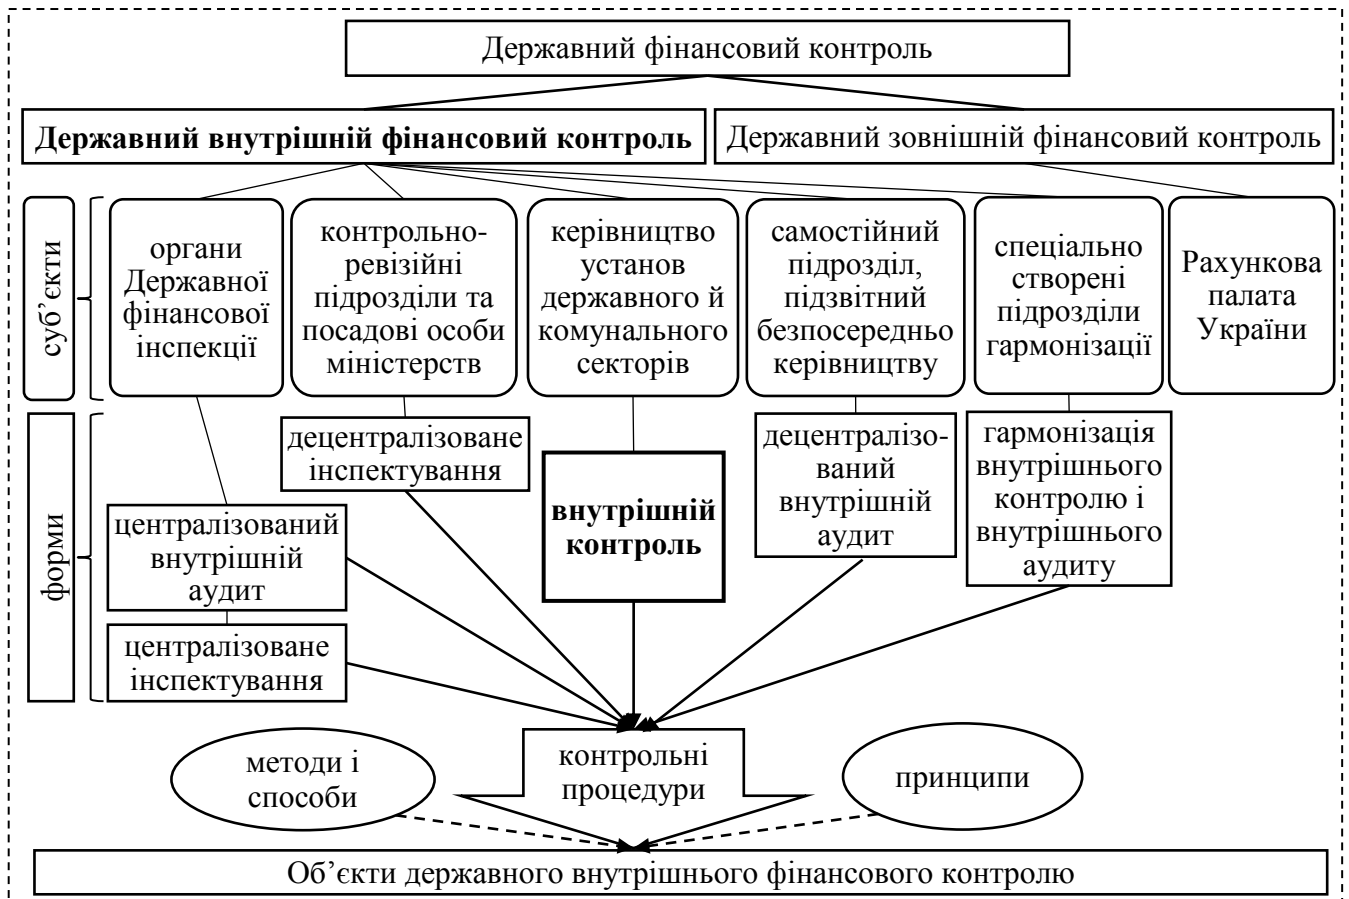 Державний фінансовий контроль
Державний внутрішній фінансовий контроль
Державний зовнішній фінансовий контроль
суб’єкти
органи
Державної
фінансової
інспекції
контрольно-
ревізійні
підрозділи та
посадові особи
міністерств
керівництво
установ
державного й
комунального
секторів
самостійний
підрозділ,
підзвітний
безпосередньо
керівництву
спеціально
створені
підрозділи
гармонізації
Рахункова
палата
України
форми
централізований
внутрішній
аудит
централізоване
інспектування
децентралізоване
інспектування
внутрішній
контроль
децентралізо-
ваний
внутрішній
аудит
гармонізація
внутрішнього
контролю і
внутрішнього
аудиту
методи і
способи
контрольні
процедури
принципи
Об’єкти державного внутрішнього фінансового контролю